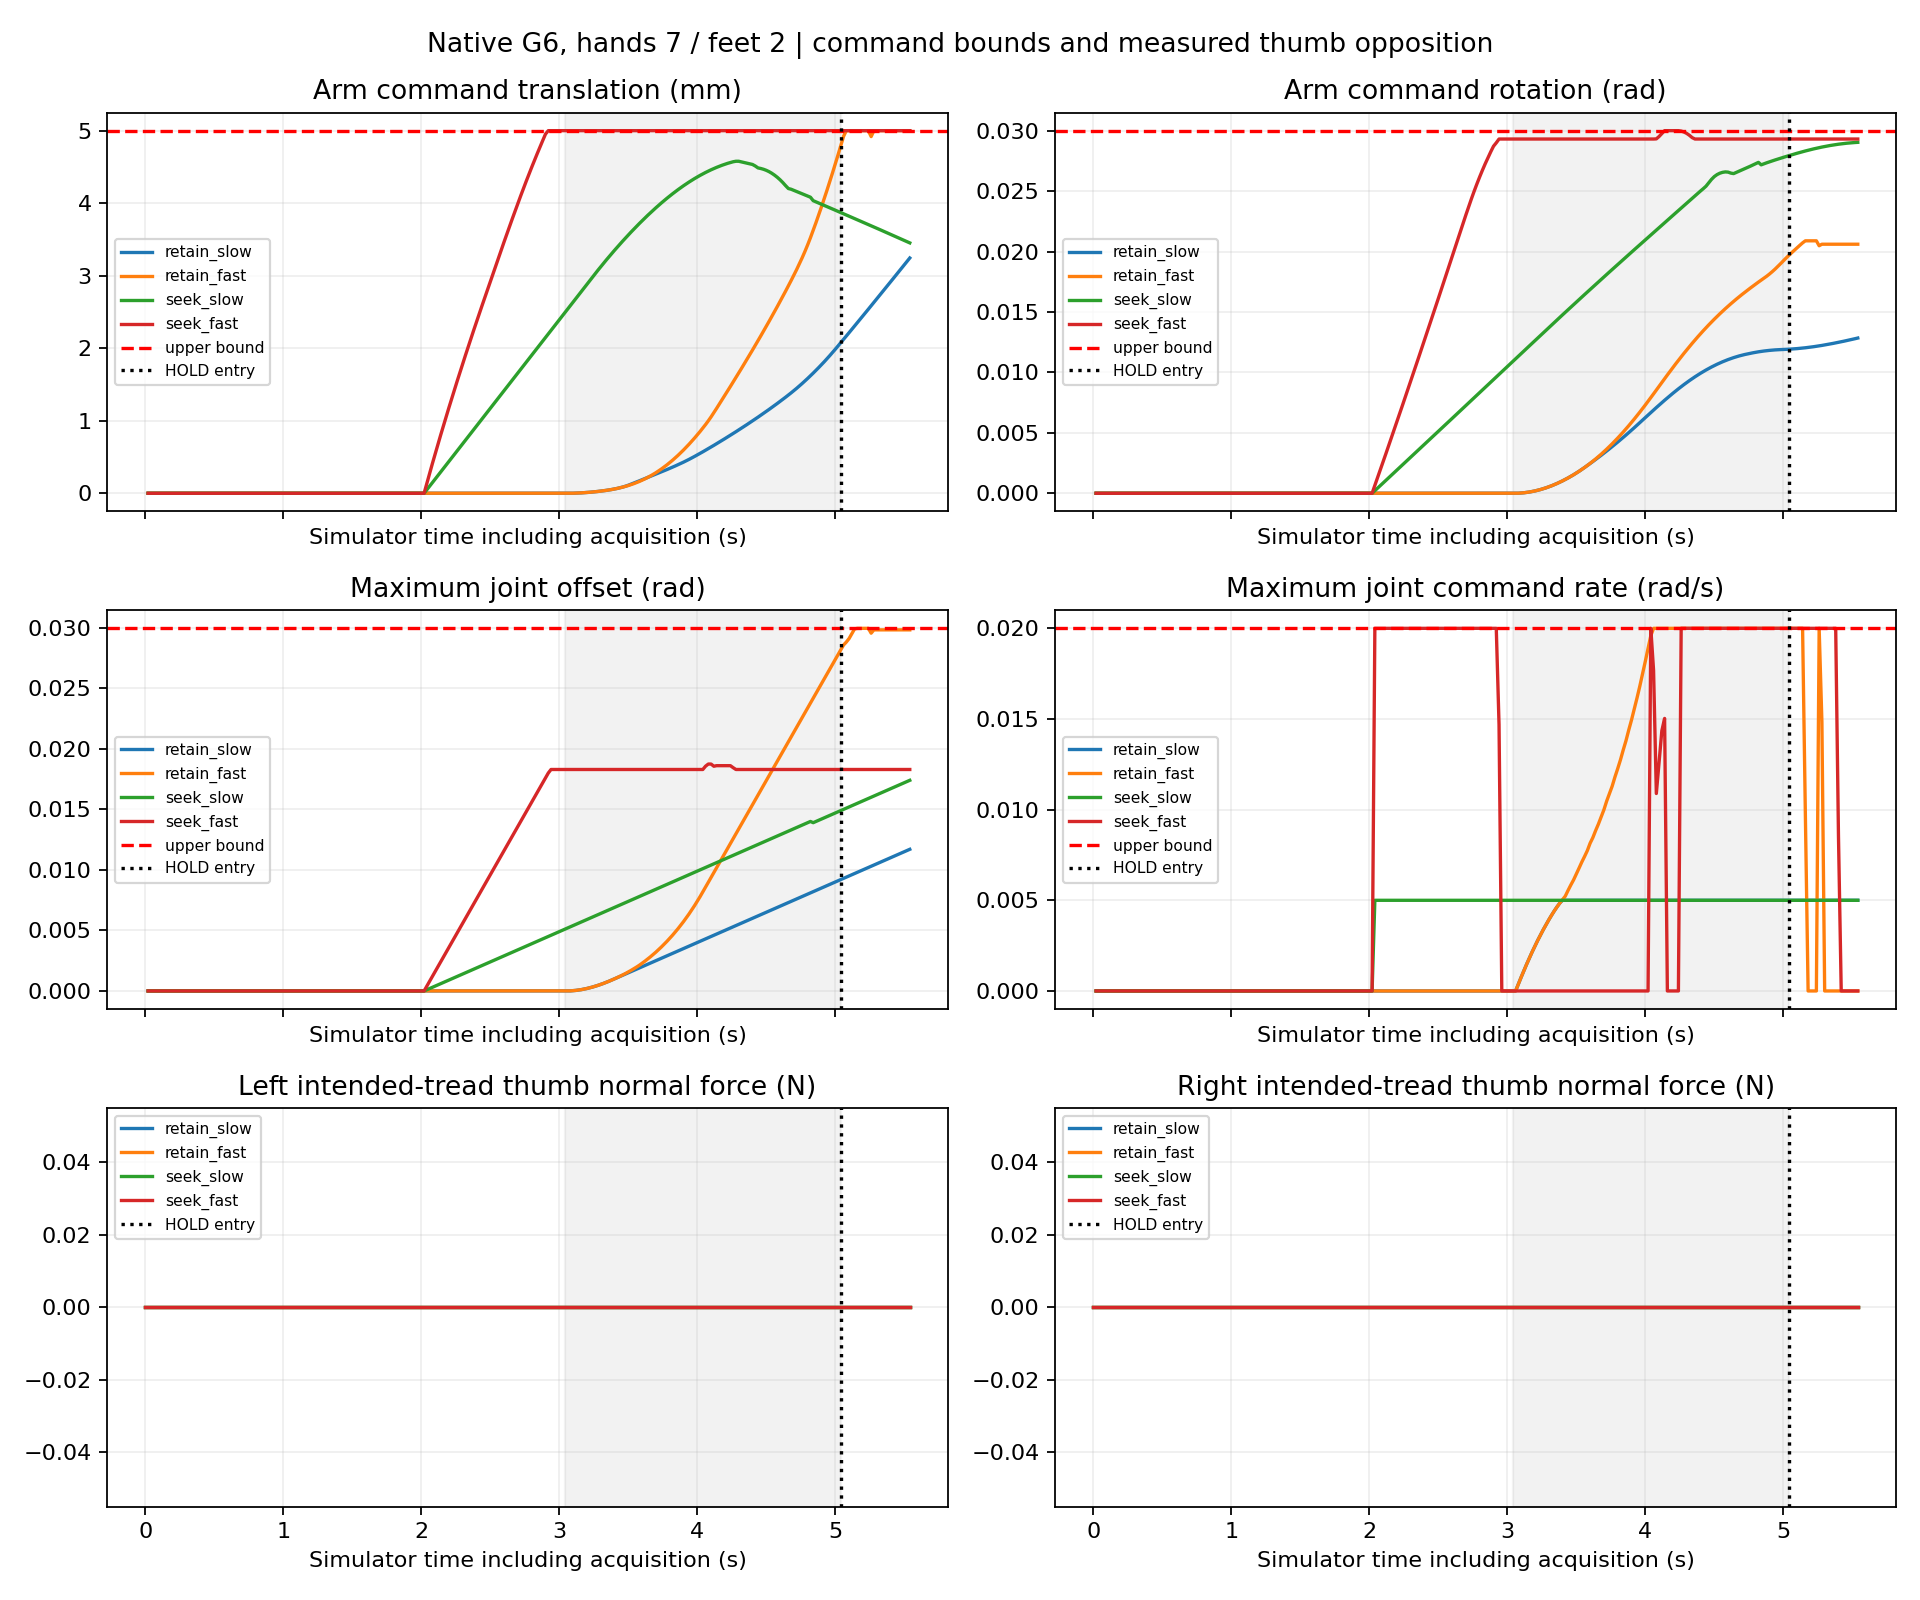 Native G6, hands 7 / feet 2 | command bounds and measured thumb opposition
Arm command translation (mm)
5
4
3
2
1
0
retain_slow
retain_fast
seek_slow
seek_fast
upper bound
HOLD entry
Simulator time including acquisition (s)
Arm command rotation (rad)
0.030
0.025
0.020
0.015
0.010
0.005
0.000
retain_slow
retain_fast
seek_slow
seek_fast
upper bound
HOLD entry
Simulator time including acquisition (s)
Maximum joint offset (rad)
0.030
0.025
0.020
0.015
0.010
0.005
0.000
retain_slow
retain_fast
seek_slow
seek_fast
upper bound
HOLD entry
Simulator time including acquisition (s)
Maximum joint command rate (rad/s)
0.020
0.015
0.010
0.005
0.000
retain_slow
retain_fast
seek_slow
seek_fast
upper bound
HOLD entry
Simulator time including acquisition (s)
Left intended-tread thumb normal force (N)
0.04
0.02
0.00
−0.02
−0.04
retain_slow
retain_fast
seek_slow
seek_fast
HOLD entry
0 1 2 3 4 5
Simulator time including acquisition (s)
Right intended-tread thumb normal force (N)
0.04
0.02
0.00
−0.02
−0.04
retain_slow
retain_fast
seek_slow
seek_fast
HOLD entry
0 1 2 3 4 5
Simulator time including acquisition (s)